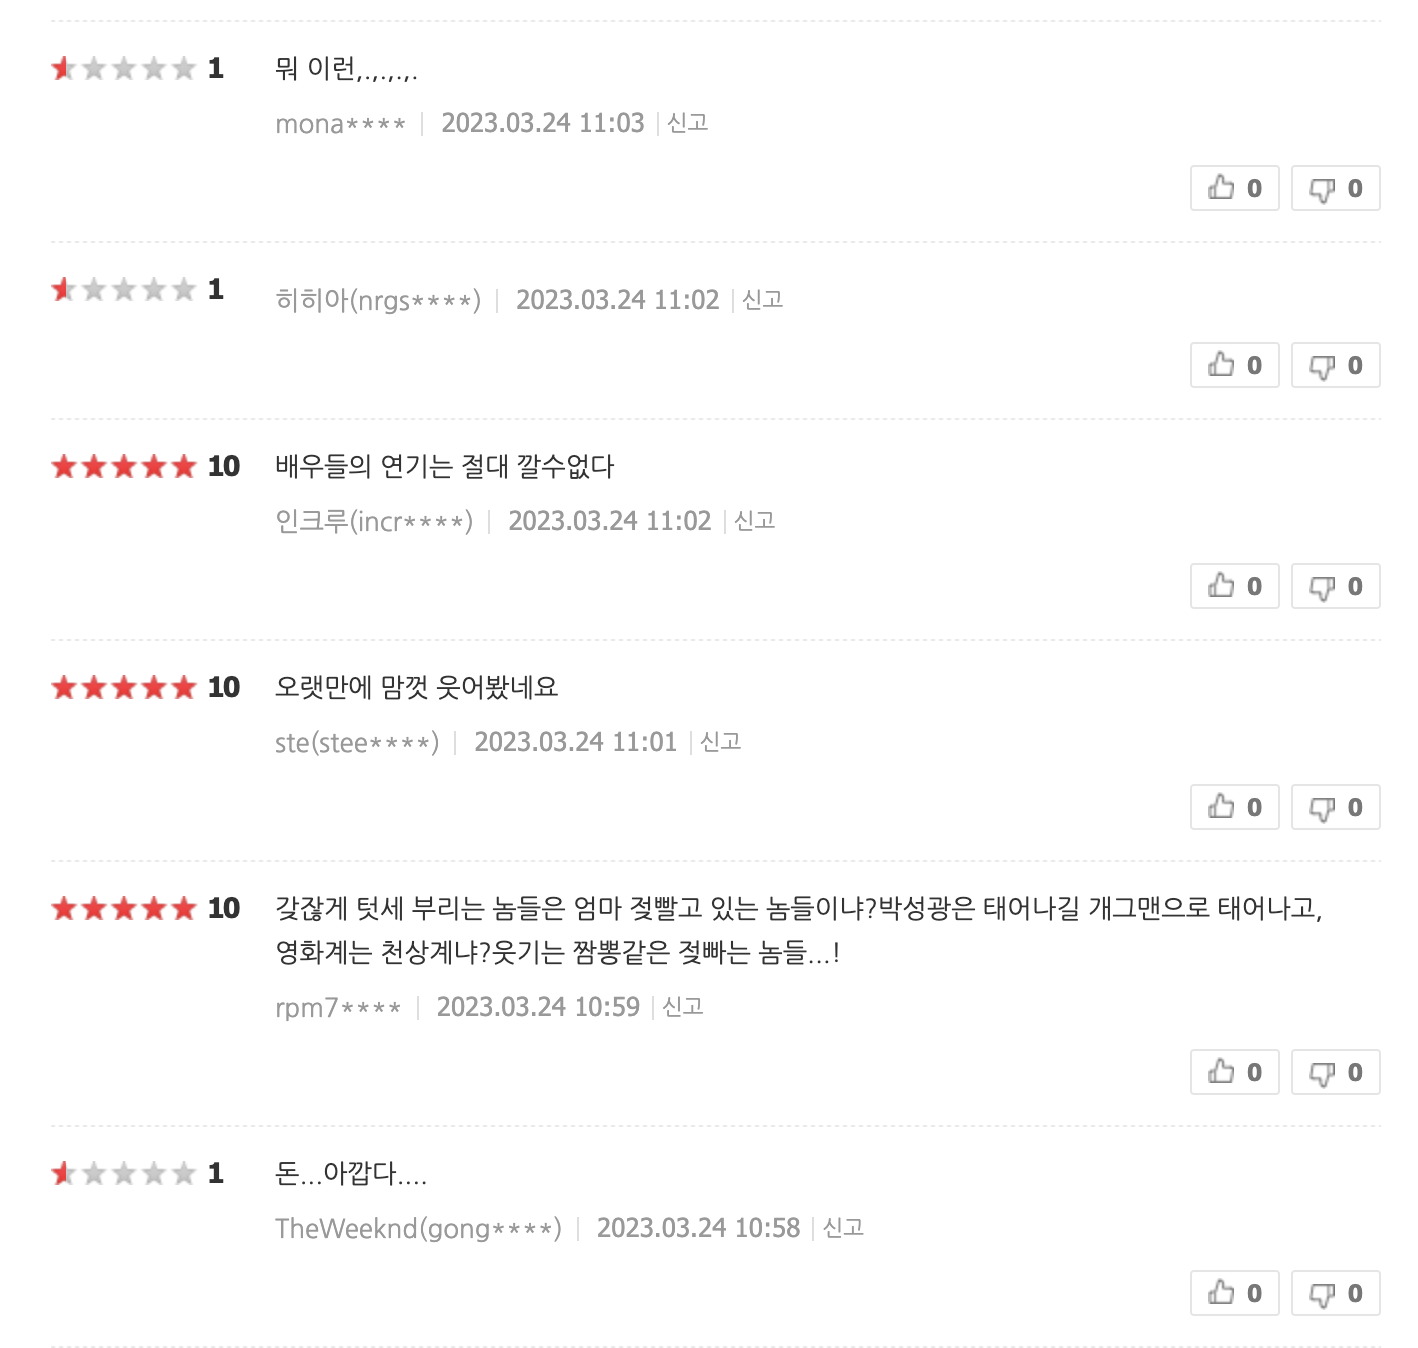 1 뭐 이런,.,.,.,.
mona**** 2023.03.24 11:03 신고
0 0
1 히히아(nrgs****) 2023.03.24 11:02 신고
0 0
10 배우들의 연기는 절대 깔수없다
인크루(incr****) 2023.03.24 11:02 신고
0 0
10 오랫만에 맘껏 웃어봤네요
ste(stee****) 2023.03.24 11:01 신고
0 0
10 갖잖게 텃세 부리는 놈들은 엄마 젖빨고 있는 놈들이냐?박성광은 태어나길 개그맨으로 태어나고,
영화계는 천상계냐?웃기는 짬뽕같은 젖빠는 놈들...!
rpm7**** 2023.03.24 10:59 신고
0 0
1 돈...아깝다....
TheWeeknd(gong****) 2023.03.24 10:58 신고
0 0